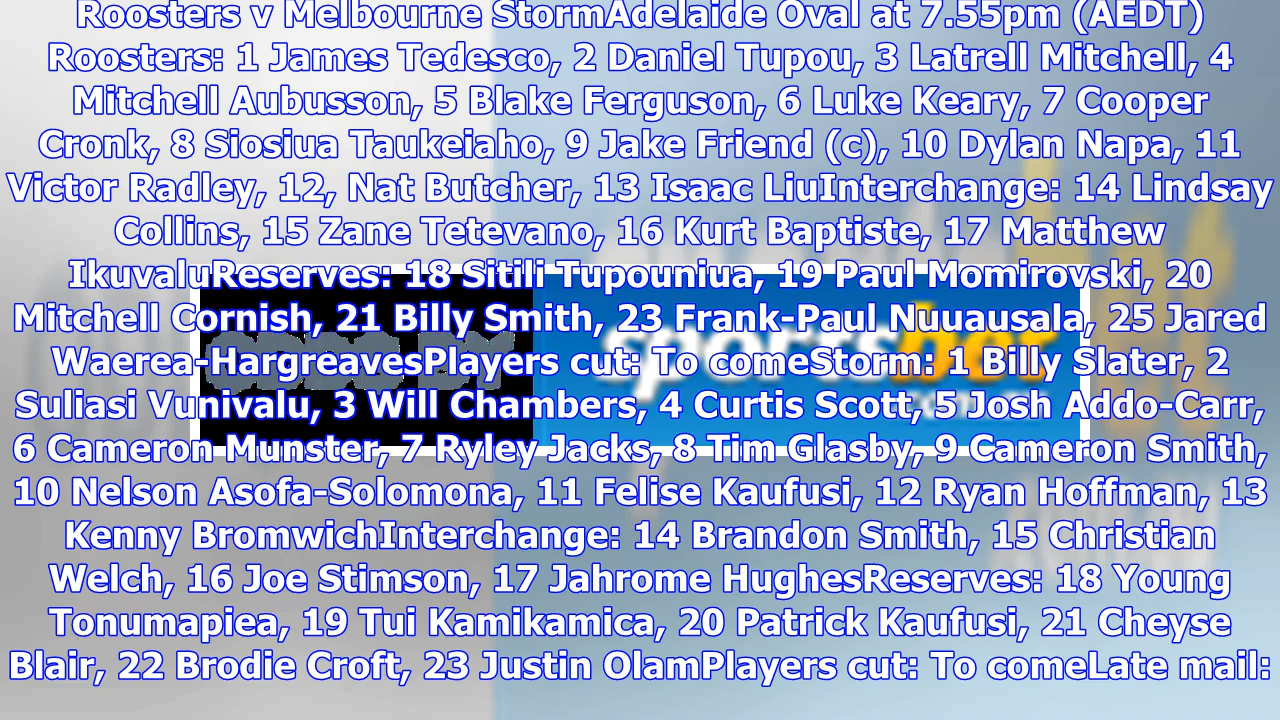 Roosters v Melbourne StormAdelaide Oval at 7.55pm (AEDT)
Roosters: 1 James Tedesco, 2 Daniel Tupou, 3 Latrell Mitchell, 4
Mitchell Aubusson, 5 Blake Ferguson, 6 Luke Keary, 7 Cooper
Cronk, 8 Siosiua Taukeiaho, 9 Jake Friend (c), 10 Dylan Napa, 11
Victor Radley, 12, Nat Butcher, 13 Isaac LiuInterchange: 14 Lindsay
Collins, 15 Zane Tetevano, 16 Kurt Baptiste, 17 Matthew
IkuvaluReserves: 18 Sitili Tupouniua, 19 Paul Momirovski, 20
Mitchell Cornish, 21 Billy Smith, 23 Frank-Paul Nuuausala, 25 Jared
Waerea-HargreavesPlayers cut: To comeStorm: 1 Billy Slater, 2
Suliasi Vunivalu, 3 Will Chambers, 4 Curtis Scott, 5 Josh Addo-Carr,
6 Cameron Munster, 7 Ryley Jacks, 8 Tim Glasby, 9 Cameron Smith,
10 Nelson Asofa-Solomona, 11 Felise Kaufusi, 12 Ryan Hoffman, 13
Kenny BromwichInterchange: 14 Brandon Smith, 15 Christian
Welch, 16 Joe Stimson, 17 Jahrome HughesReserves: 18 Young
Tonumapiea, 19 Tui Kamikamica, 20 Patrick Kaufusi, 21 Cheyse
Blair, 22 Brodie Croft, 23 Justin OlamPlayers cut: To comeLate mail:
sportsbet